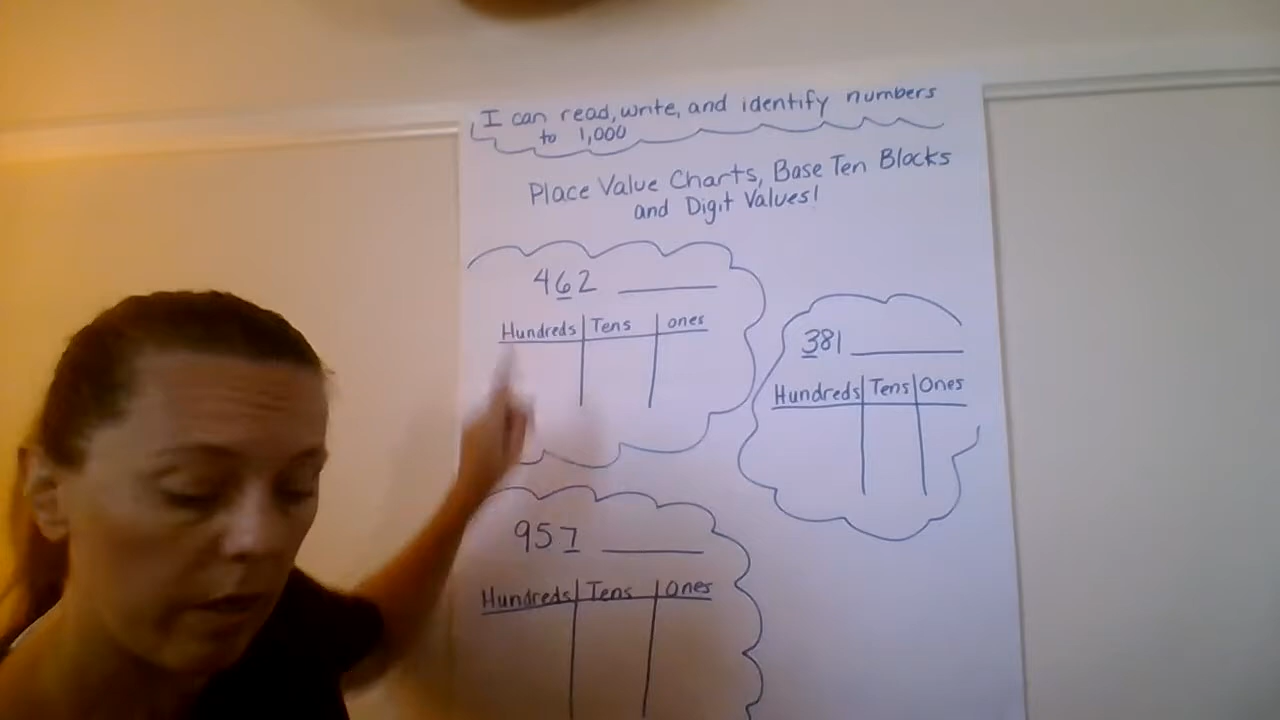 I can read, write, and identify numbers
to 1,000
Place Value Charts, Base Ten Blocks
and Digit Values!
462
Hundreds Tens ones
381
Hundreds Tens Ones
957
Hundreds Tens Ones